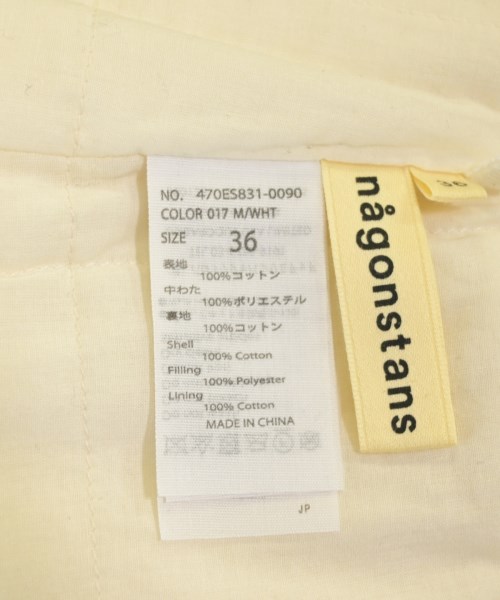 NO. 470ES831-0090
COLOR 017 M/WHT
SIZE 36
表地
100%コットン
中わた
100%ポリエステル
裏地
100%コットン
Shell
100% Cotton
Filling
100% Polyester
Lining
100% Cotton
MADE IN CHINA
JP
någonstans
36